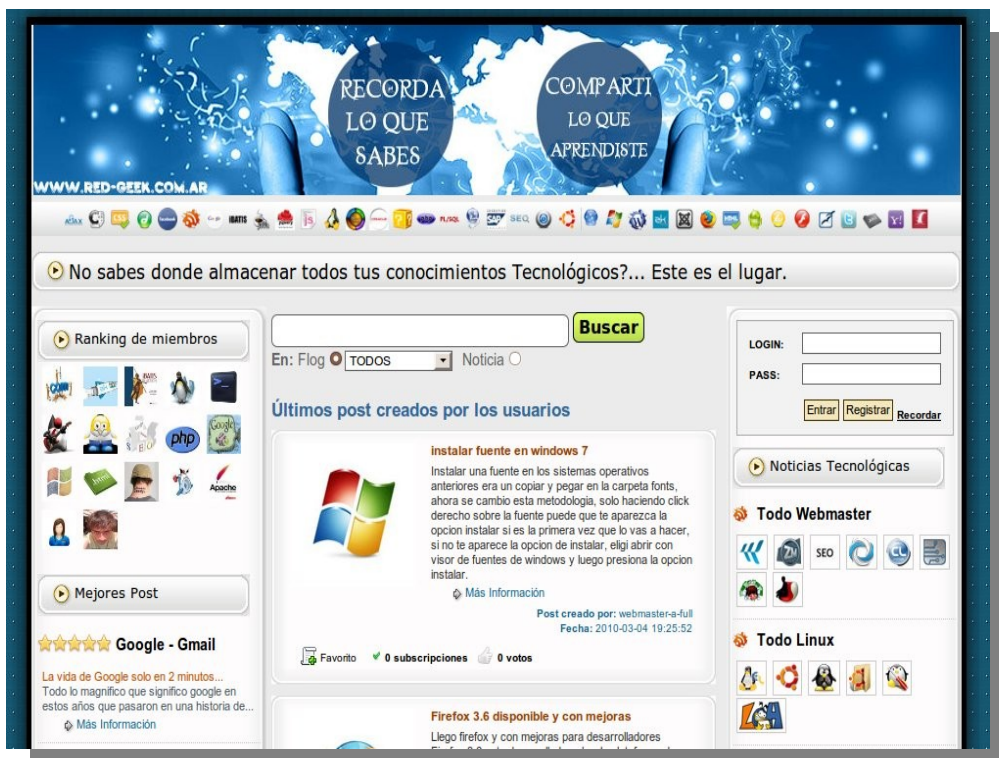 RECORDA
LO QUE
SABES
COMPARTI
LO QUE
APRENDISTE
WWW.RED-GEEK.COM.AR
IBATIS
PL/SQL
SAP
SEO
No sabes donde almacenar todos tus conocimientos Tecnológicos?... Este es el lugar.
Ranking de miembros
php
Google
Apache
Mejores Post
Google - Gmail
La vida de Google solo en 2 minutos...
Todo lo magnifico que significo google en
estos años que pasaron en una historia de...
Más Información
Buscar
En: Flog TODOS Noticia
Últimos post creados por los usuarios
instalar fuente en windows 7
Instalar una fuente en los sistemas operativos
anteriores era un copiar y pegar en la carpeta fonts,
ahora se cambio esta metodologia, solo haciendo click
derecho sobre la fuente puede que te aparezca la
opcion instalar si es la primera vez que lo vas a hacer,
si no te aparece la opcion de instalar, eligi abrir con
visor de fuentes de windows y luego presiona la opcion
instalar.
Más Información
Post creado por: webmaster-a-full
Fecha: 2010-03-04 19:25:52
Favorito 0 subscripciones 0 votos
Firefox 3.6 disponible y con mejoras
Llego firefox y con mejoras para desarrolladores
LOGIN:
PASS:
Entrar Registrar Recordar
Noticias Tecnológicas
Todo Webmaster
SEO
Todo Linux